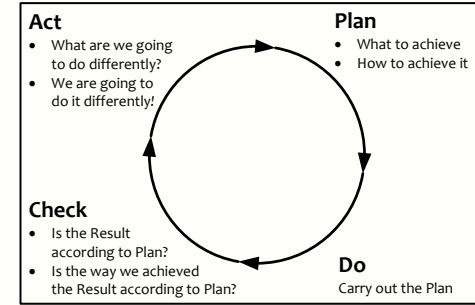 Act
• What are we going
to do differently?
• We are going to
do it differently!
Plan
• What to achieve
• How to achieve it
Check
• Is the Result
according to Plan?
• Is the way we achieved
the Result according to Plan?
Do
Carry out the Plan